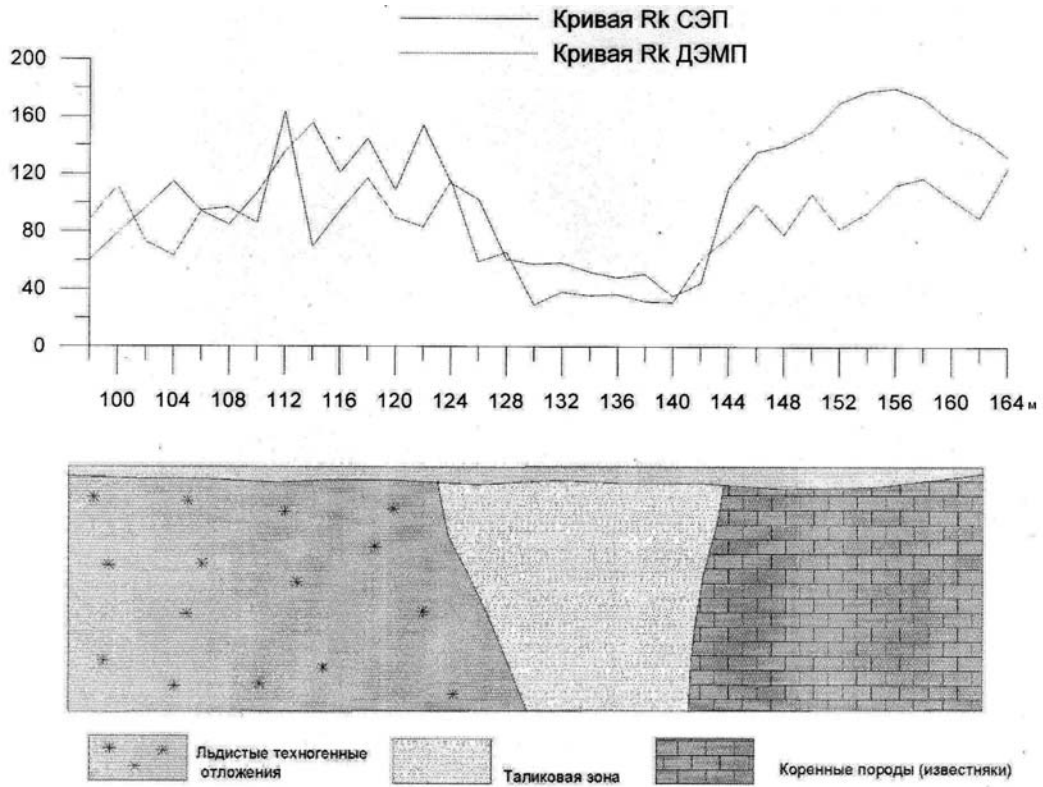 Кривая Rk СЭП
Кривая Rk ДЭМП
200
160
120
80
40
0
100 104 108 112 116 120 124 128 132 136 140 144 148 152 156 160 164 м
Льдистые техногенные
отложения
Таликовая зона
Коренные породы (известняки)